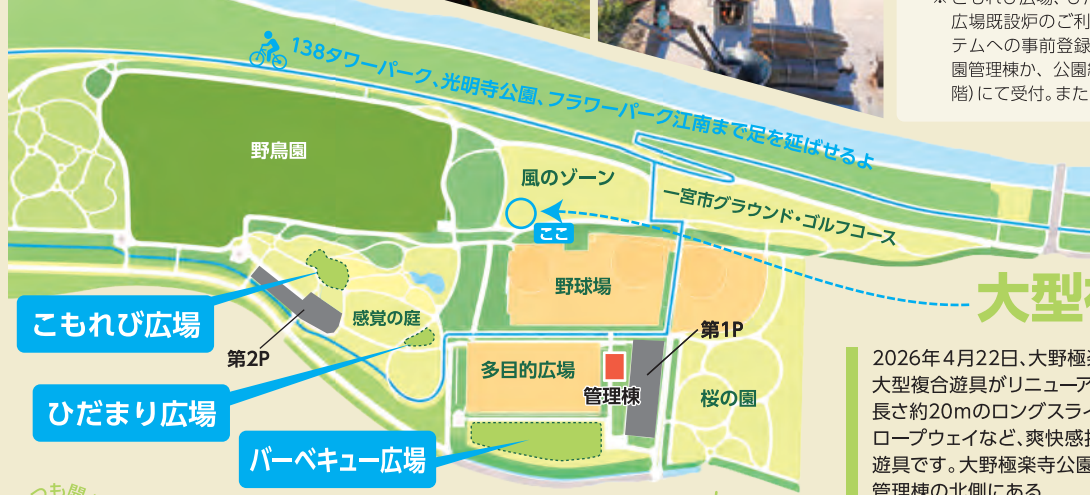 ※こもれび広場、ひだ
広場既設炉のご利
テムへの事前登録
園管理棟か、公園
階)にて受付。また
138タワーパーク、光明寺公園、フラワーパーク江南まで足を延ばせるよ
野鳥園
風のゾーン
一宮市グラウンド・ゴルフコース
ここ
野球場
大型
こもれび広場
感覚の庭
第2P
第1P
多目的広場
管理棟
桜の園
ひだまり広場
バーベキュー広場
2026年4月22日、大野極楽
大型複合遊具がリニューア
長さ約20mのロングスライ
ロープウェイなど、爽快感
遊具です。大野極楽寺公園
管理棟の北側にある